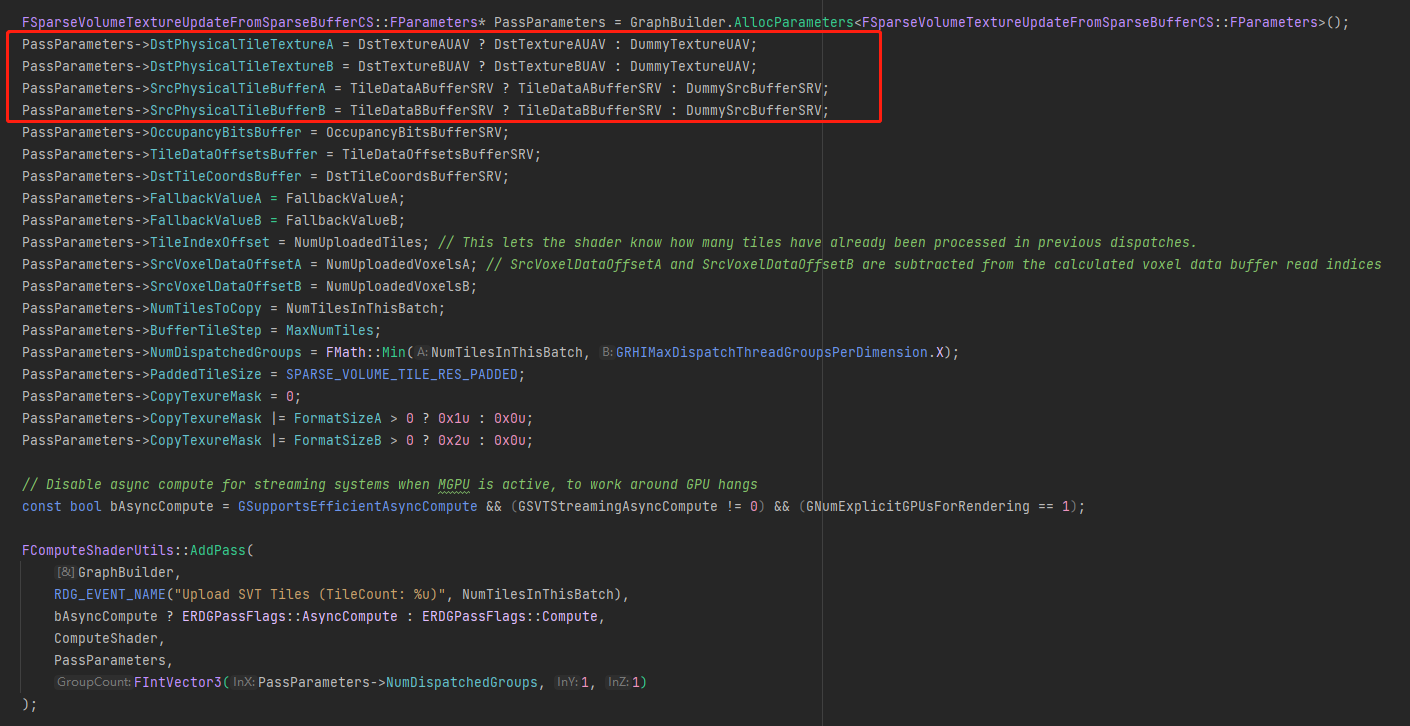 FSparseVolumeTextureUpdateFromSparseBufferCS::FParameters* PassParameters = GraphBuilder.AllocParameters<FSparseVolumeTextureUpdateFromSparseBufferCS::FParameters>();
PassParameters->DstPhysicalTileTextureA = DstTextureAUAV ? DstTextureAUAV : DummyTextureUAV;
PassParameters->DstPhysicalTileTextureB = DstTextureBUAV ? DstTextureBUAV : DummyTextureUAV;
PassParameters->SrcPhysicalTileBufferA = TileDataABufferSRV ? TileDataABufferSRV : DummySrcBufferSRV;
PassParameters->SrcPhysicalTileBufferB = TileDataBBufferSRV ? TileDataBBufferSRV : DummySrcBufferSRV;
PassParameters->OccupancyBitsBuffer = OccupancyBitsBufferSRV;
PassParameters->TileDataOffsetsBuffer = TileDataOffsetsBufferSRV;
PassParameters->DstTileCoordsBuffer = DstTileCoordsBufferSRV;
PassParameters->FallbackValueA = FallbackValueA;
PassParameters->FallbackValueB = FallbackValueB;
PassParameters->TileIndexOffset = NumUploadedTiles; // This lets the shader know how many tiles have already been processed in previous dispatches.
PassParameters->SrcVoxelDataOffsetA = NumUploadedVoxelsA; // SrcVoxelDataOffsetA and SrcVoxelDataOffsetB are subtracted from the calculated voxel data buffer read indices
PassParameters->SrcVoxelDataOffsetB = NumUploadedVoxelsB;
PassParameters->NumTilesToCopy = NumTilesInThisBatch;
PassParameters->BufferTileStep = MaxNumTiles;
PassParameters->NumDispatchedGroups = FMath::Min( A: NumTilesInThisBatch, B: GRHIMaxDispatchThreadGroupsPerDimension.X);
PassParameters->PaddedTileSize = SPARSE_VOLUME_TILE_RES_PADDED;
PassParameters->CopyTexureMask = 0;
PassParameters->CopyTexureMask |= FormatSizeA > 0 ? 0x1u : 0x0u;
PassParameters->CopyTexureMask |= FormatSizeB > 0 ? 0x2u : 0x0u;
// Disable async compute for streaming systems when MGPU is active, to work around GPU hangs
const bool bAsyncCompute = GSupportsEfficientAsyncCompute && (GSVTStreamingAsyncCompute != 0) && (GNumExplicitGPUsForRendering == 1);
FComputeShaderUtils::AddPass(
[&] GraphBuilder,
RDG_EVENT_NAME("Upload SVT Tiles (TileCount: %u)", NumTilesInThisBatch),
bAsyncCompute ? ERDGPassFlags::AsyncCompute : ERDGPassFlags::Compute,
ComputeShader,
PassParameters,
GroupCount: FIntVector3( InX: PassParameters->NumDispatchedGroups, InY: 1, InZ: 1)
);